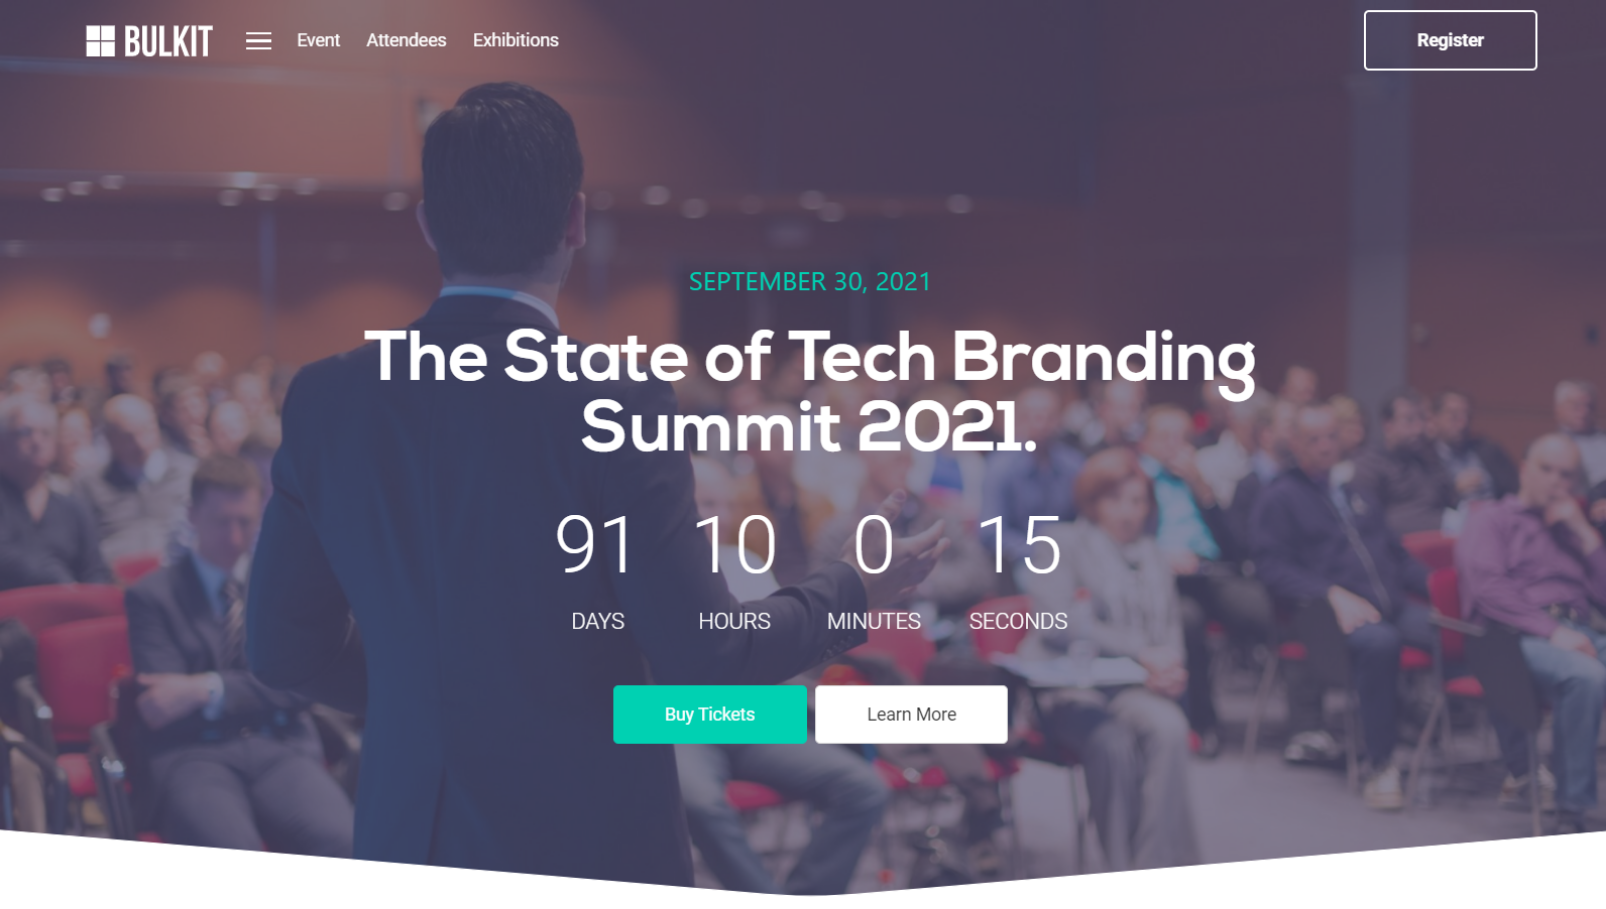 BULKIT
Event Attendees Exhibitions
Register
SEPTEMBER 30, 2021
The State of Tech Branding
Summit 2021.
91 10 0 15
DAYS HOURS MINUTES SECONDS
Buy Tickets Learn More